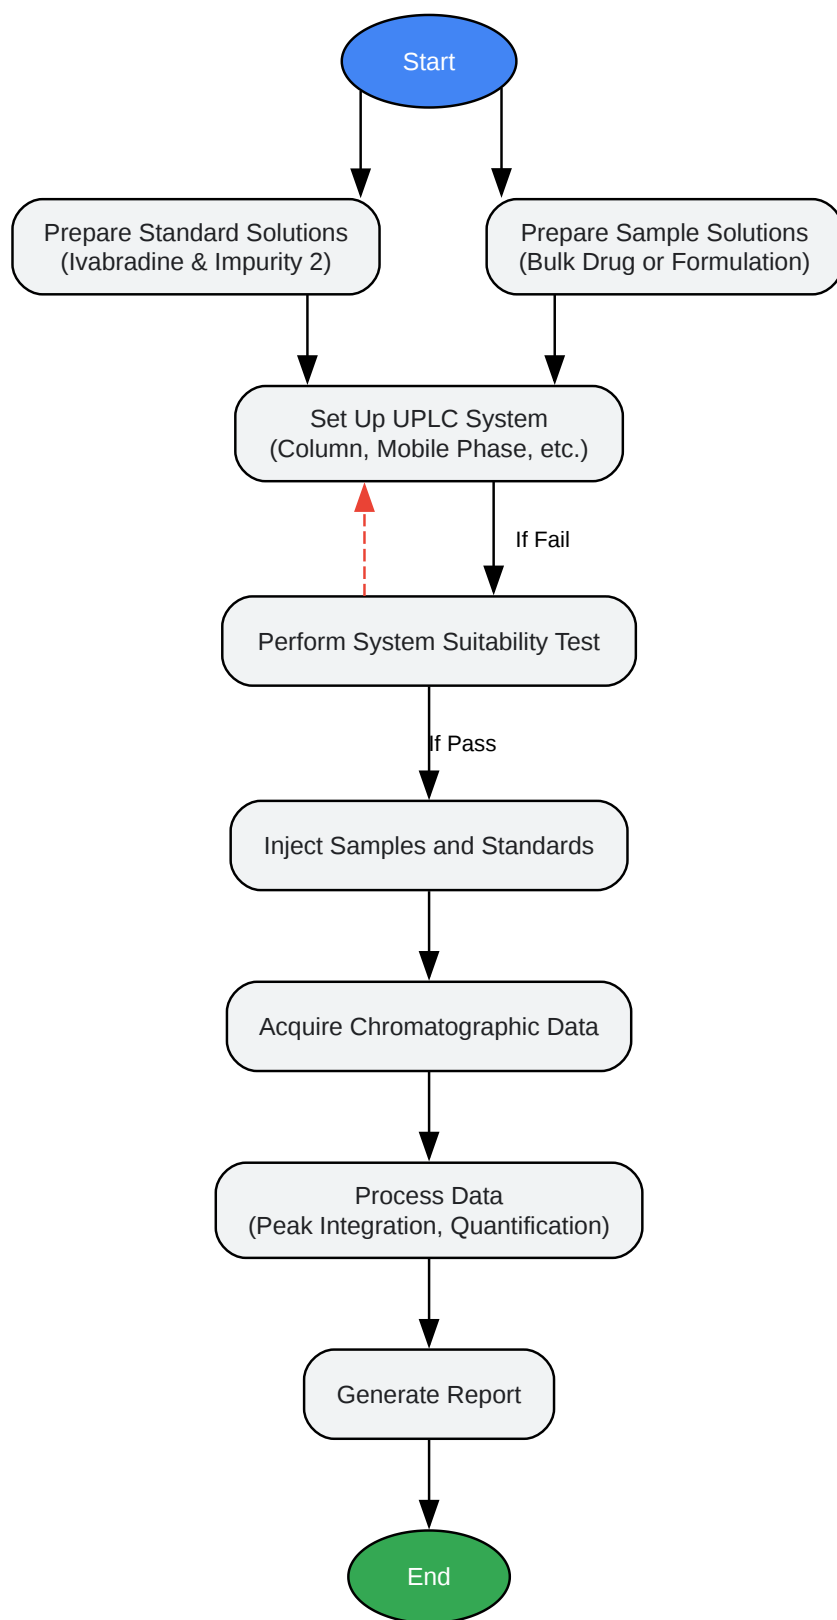 Start
Prepare Standard Solutions
(Ivabradine & Impurity 2)
Prepare Sample Solutions
(Bulk Drug or Formulation)
Set Up UPLC System
(Column, Mobile Phase, etc.)
If Fail
Perform System Suitability Test
If Pass
Inject Samples and Standards
Acquire Chromatographic Data
Process Data
(Peak Integration, Quantification)
Generate Report
End